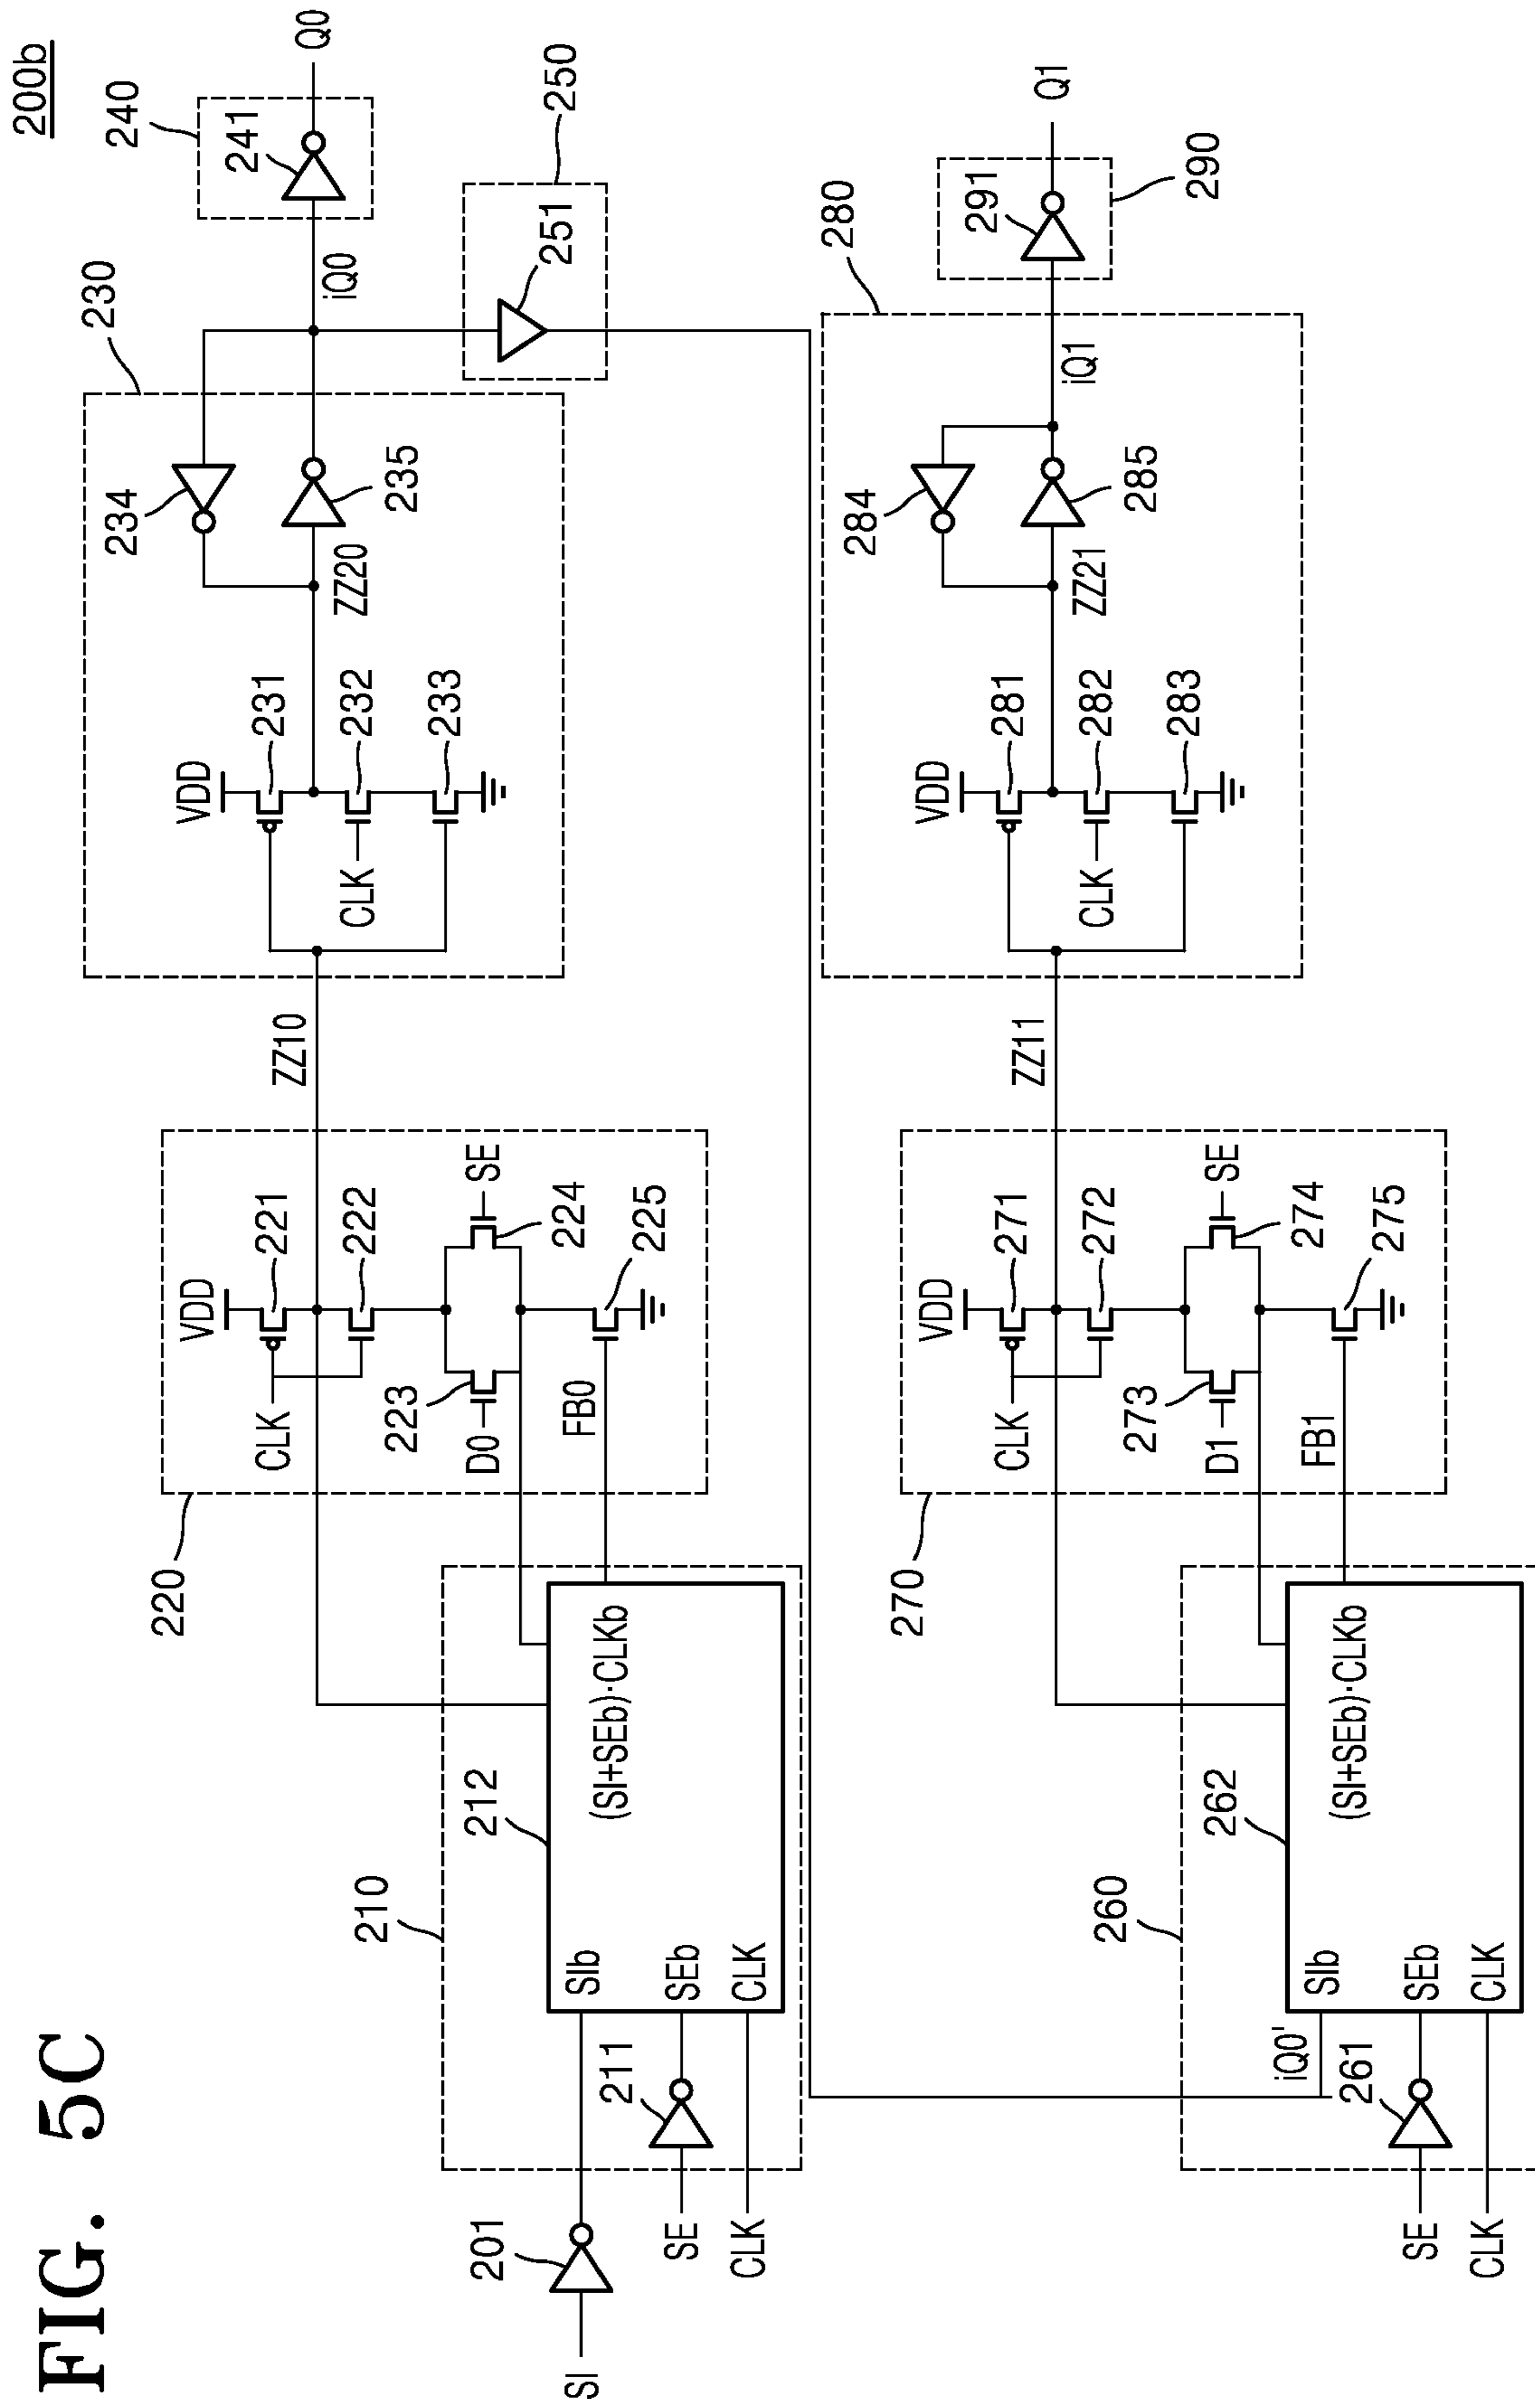 FIG. 5C
200b
SI
201
210
SE
211
CLK
SIb
SEb
CLK
212
(SI+SEb)·CLKb
220
VDD
CLK
221
222
223
D0
SE
224
FB0
225
ZZ10
230
VDD
231
CLK
232
233
234
235
ZZ20
iQ0
240
241
Q0
250
251
260
iQ0'
SE
261
CLK
SIb
SEb
CLK
262
(SI+SEb)·CLKb
270
VDD
CLK
271
272
273
D1
SE
274
FB1
275
ZZ11
280
VDD
281
CLK
282
283
284
285
ZZ21
iQ1
290
291
Q1